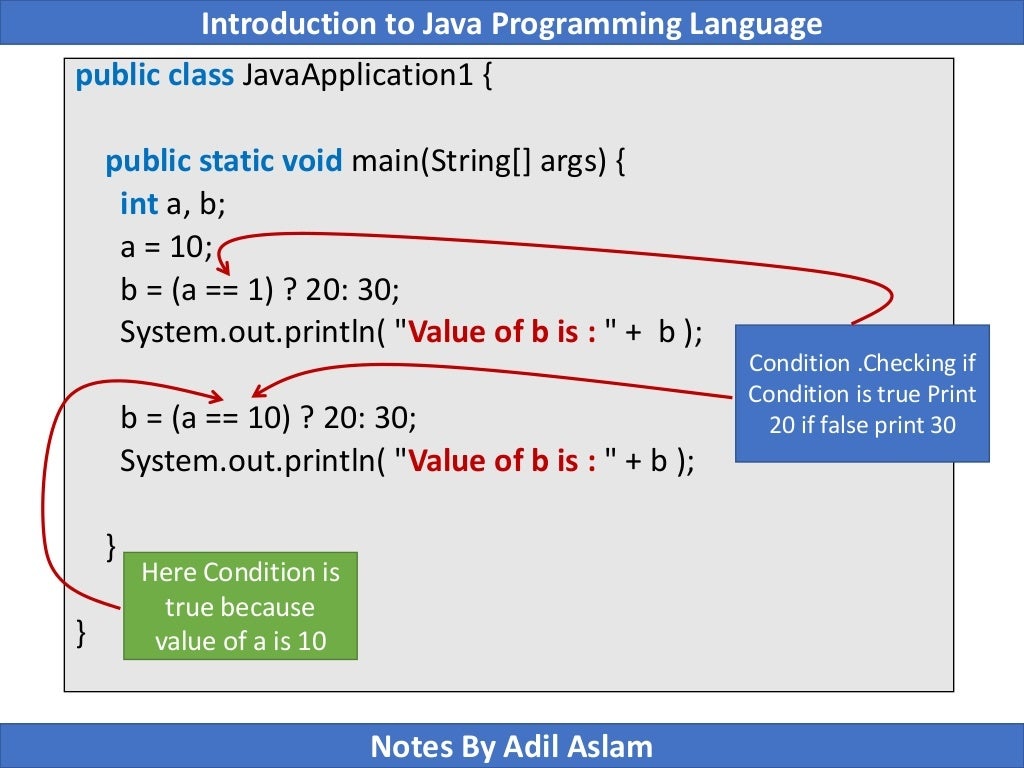 Introduction to Java Programming Language
public class JavaApplication1 {
public static void main(String[] args) {
int a, b;
a = 10;
b = (a == 1) ? 20: 30;
System.out.println( "Value of b is : " +  b );
Condition .Checking if
Condition is true Print
20 if false print 30
b = (a == 10) ? 20: 30;
System.out.println( "Value of b is : " + b );
}
Here Condition is
true because
value of a is 10
}
Notes By Adil Aslam